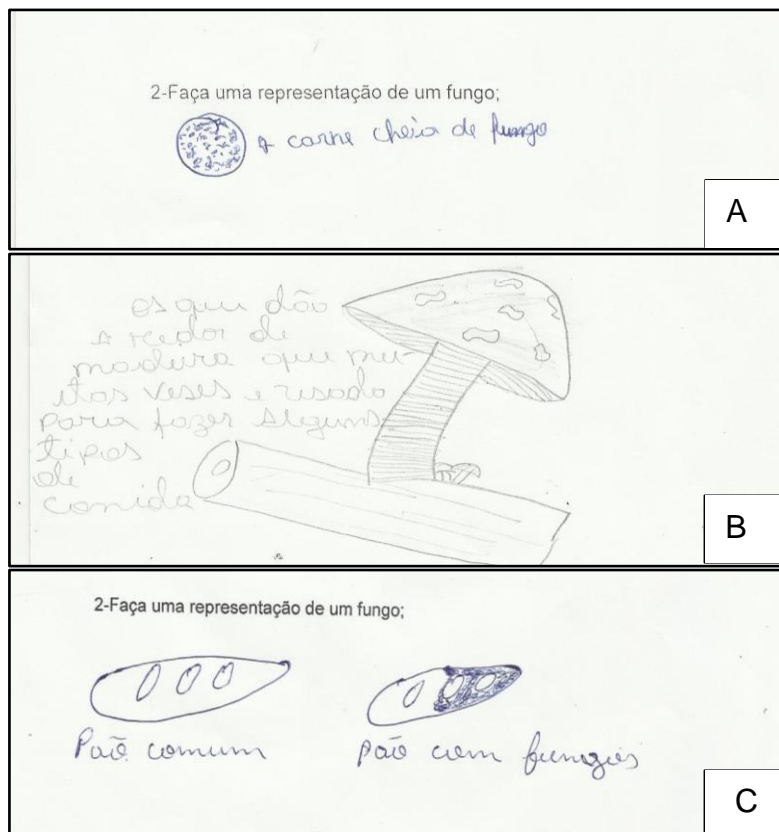 2-Faça uma representação de um fungo;
carne cheia de fungo
A
os que dão
A redor de
madura que mu-
itas veses e usado
para fazer Alguns
tipos
de
comida
B
2-Faça uma representação de um fungo;
Pão comum
pão com fungos
C